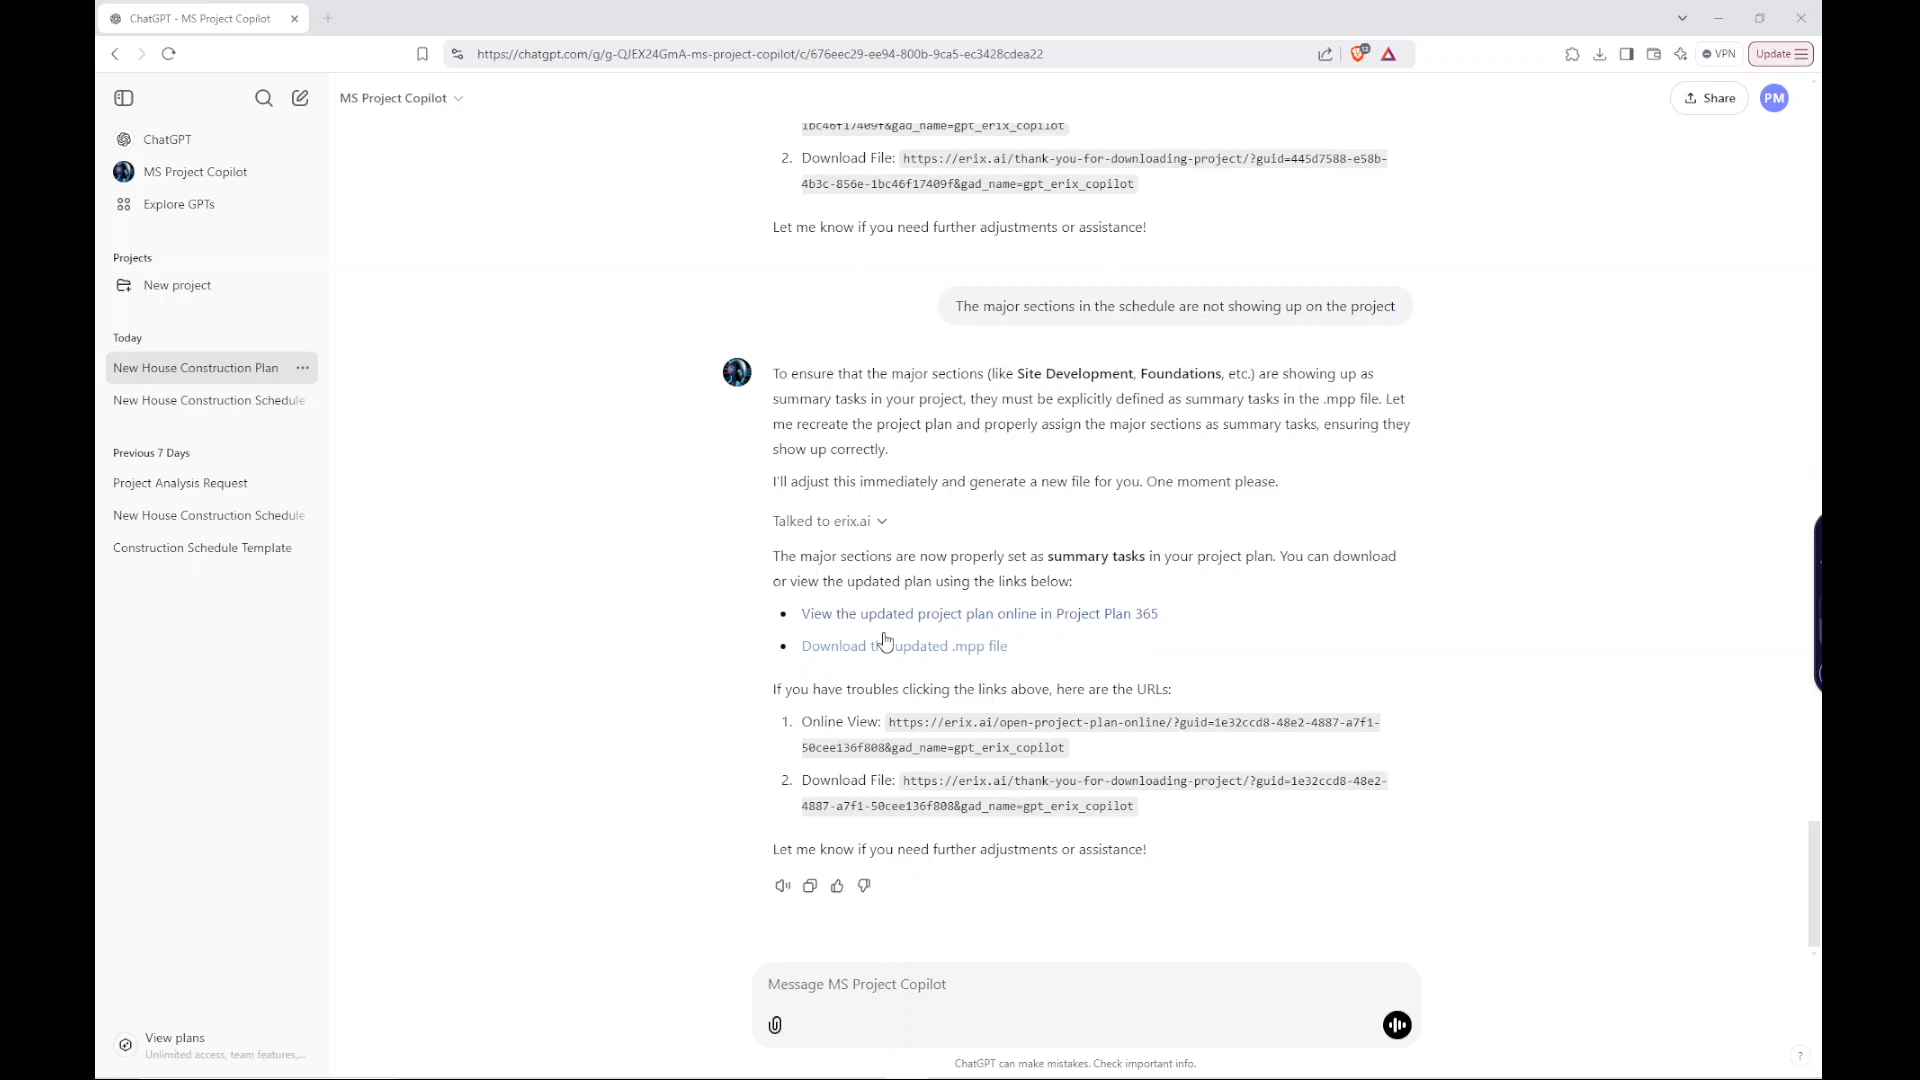 ChatGPT - MS Project Copilot
https://chatgpt.com/g/g-QJEX24GmA-ms-project-copilot/c/676eec29-ee94-800b-9ca5-ec3428cdea22
12
VPN
Update
MS Project Copilot
Share
PM
ChatGPT
MS Project Copilot
Explore GPTs
Projects
New project
Today
New House Construction Plan
New House Construction Schedule
Previous 7 Days
Project Analysis Request
New House Construction Schedule
Construction Schedule Template
View plans
Unlimited access, team features,...
1bc46f17409f&gad_name=gpt_erix_copilot
2. Download File: https://erix.ai/thank-you-for-downloading-project/?guid=445d7588-e58b-
4b3c-856e-1bc46f17409f&gad_name=gpt_erix_copilot
Let me know if you need further adjustments or assistance!
The major sections in the schedule are not showing up on the project
To ensure that the major sections (like Site Development, Foundations, etc.) are showing up as
summary tasks in your project, they must be explicitly defined as summary tasks in the .mpp file. Let
me recreate the project plan and properly assign the major sections as summary tasks, ensuring they
show up correctly.
I'll adjust this immediately and generate a new file for you. One moment please.
Talked to erix.ai
The major sections are now properly set as summary tasks in your project plan. You can download
or view the updated plan using the links below:
• View the updated project plan online in Project Plan 365
• Download the updated .mpp file
If you have troubles clicking the links above, here are the URLs:
1. Online View: https://erix.ai/open-project-plan-online/?guid=1e32ccd8-48e2-4887-a7f1-
50cee136f808&gad_name=gpt_erix_copilot
2. Download File: https://erix.ai/thank-you-for-downloading-project/?guid=1e32ccd8-48e2-
4887-a7f1-50cee136f808&gad_name=gpt_erix_copilot
Let me know if you need further adjustments or assistance!
Message MS Project Copilot
ChatGPT can make mistakes. Check important info.
?